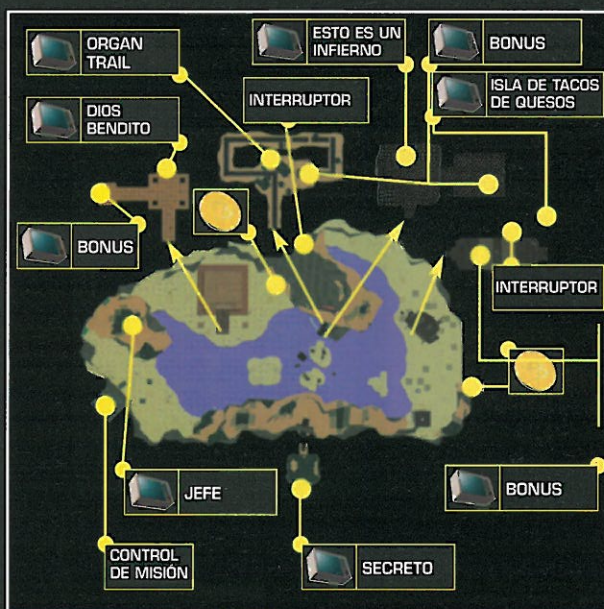 ORGAN
TRAIL
ESTO ES UN
INFIERNO
BONUS
DIOS
BENDITO
INTERRUPTOR
ISLA DE TACOS
DE QUESOS
BONUS
INTERRUPTOR
JEFE
BONUS
CONTROL
DE MISIÓN
SECRETO